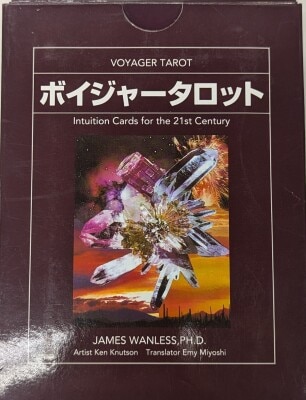 VOYAGER TAROT
ボイジャータロット
Intuition Cards for the 21st Century
JAMES WANLESS,PH.D.
Artist Ken Knutson Translator Emy Miyoshi